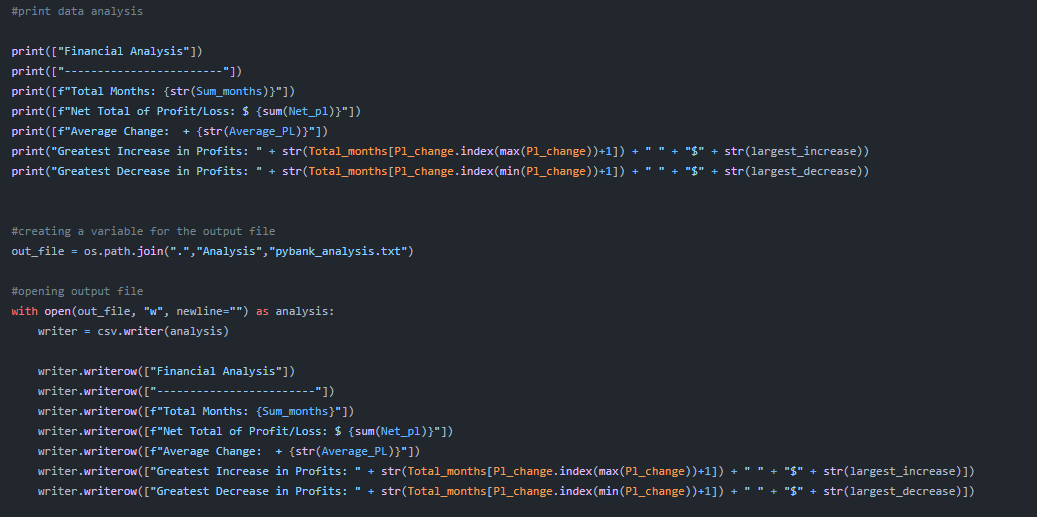 #print data analysis
print(["Financial Analysis"])
print(["------------------------"])
print([f"Total Months: {str(Sum_months)}"])
print([f"Net Total of Profit/Loss: $ {sum(Net_pl)}"])
print([f"Average Change:  + {str(Average_PL)}"])
print("Greatest Increase in Profits: " + str(Total_months[Pl_change.index(max(Pl_change))+1]) + " " + "$" + str(largest_increase))
print("Greatest Decrease in Profits: " + str(Total_months[Pl_change.index(min(Pl_change))+1]) + " " + "$" + str(largest_decrease))
#creating a variable for the output file
out_file = os.path.join(".","Analysis","pybank_analysis.txt")
#opening output file
with open(out_file, "w", newline="") as analysis:
    writer = csv.writer(analysis)
    writer.writerow(["Financial Analysis"])
    writer.writerow(["------------------------"])
    writer.writerow([f"Total Months: {Sum_months}"])
    writer.writerow([f"Net Total of Profit/Loss: $ {sum(Net_pl)}"])
    writer.writerow([f"Average Change:  + {str(Average_PL)}"])
    writer.writerow(["Greatest Increase in Profits: " + str(Total_months[Pl_change.index(max(Pl_change))+1]) + " " + "$" + str(largest_increase)])
    writer.writerow(["Greatest Decrease in Profits: " + str(Total_months[Pl_change.index(min(Pl_change))+1]) + " " + "$" + str(largest_decrease)])